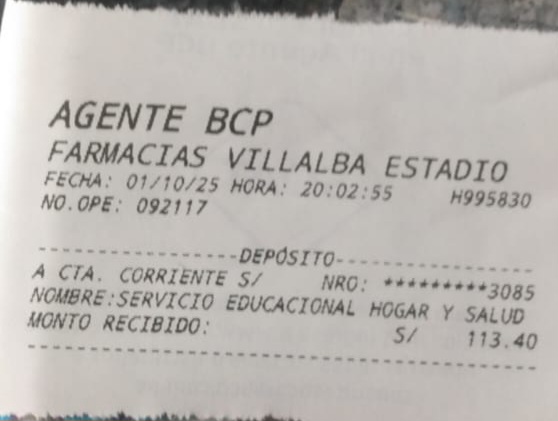 AGENTE BCP
FARMACIAS VILLALBA ESTADIO
FECHA: 01/10/25 HORA: 20:02:55 H995830
NO.OPE: 092117
------------------DEPÓSITO------------------
A CTA. CORRIENTE S/ NRO: *********3085
NOMBRE:SERVICIO EDUCACIONAL HOGAR Y SALUD
MONTO RECIBIDO: S/ 113.40
--------------------------------------------